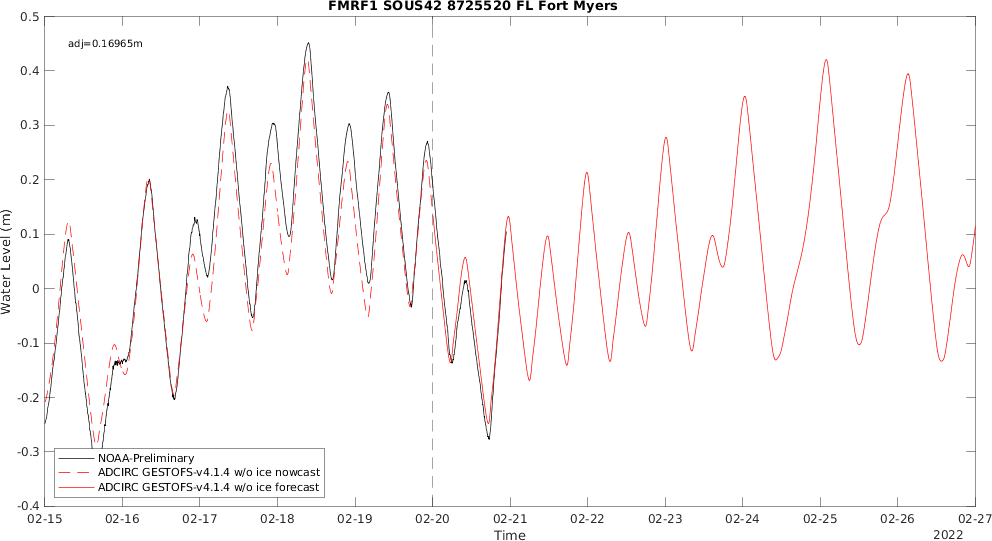 FMRF1 SOUS42 8725520 FL Fort Myers
adj=0.16965m
0.5
0.4
0.3
0.2
0.1
0
-0.1
-0.2
-0.3
-0.4
Water Level (m)
NOAA-Preliminary
ADCIRC GESTOFS-v4.1.4 w/o ice nowcast
ADCIRC GESTOFS-v4.1.4 w/o ice forecast
02-15 02-16 02-17 02-18 02-19 02-20 02-21 02-22 02-23 02-24 02-25 02-26 02-27
Time
2022